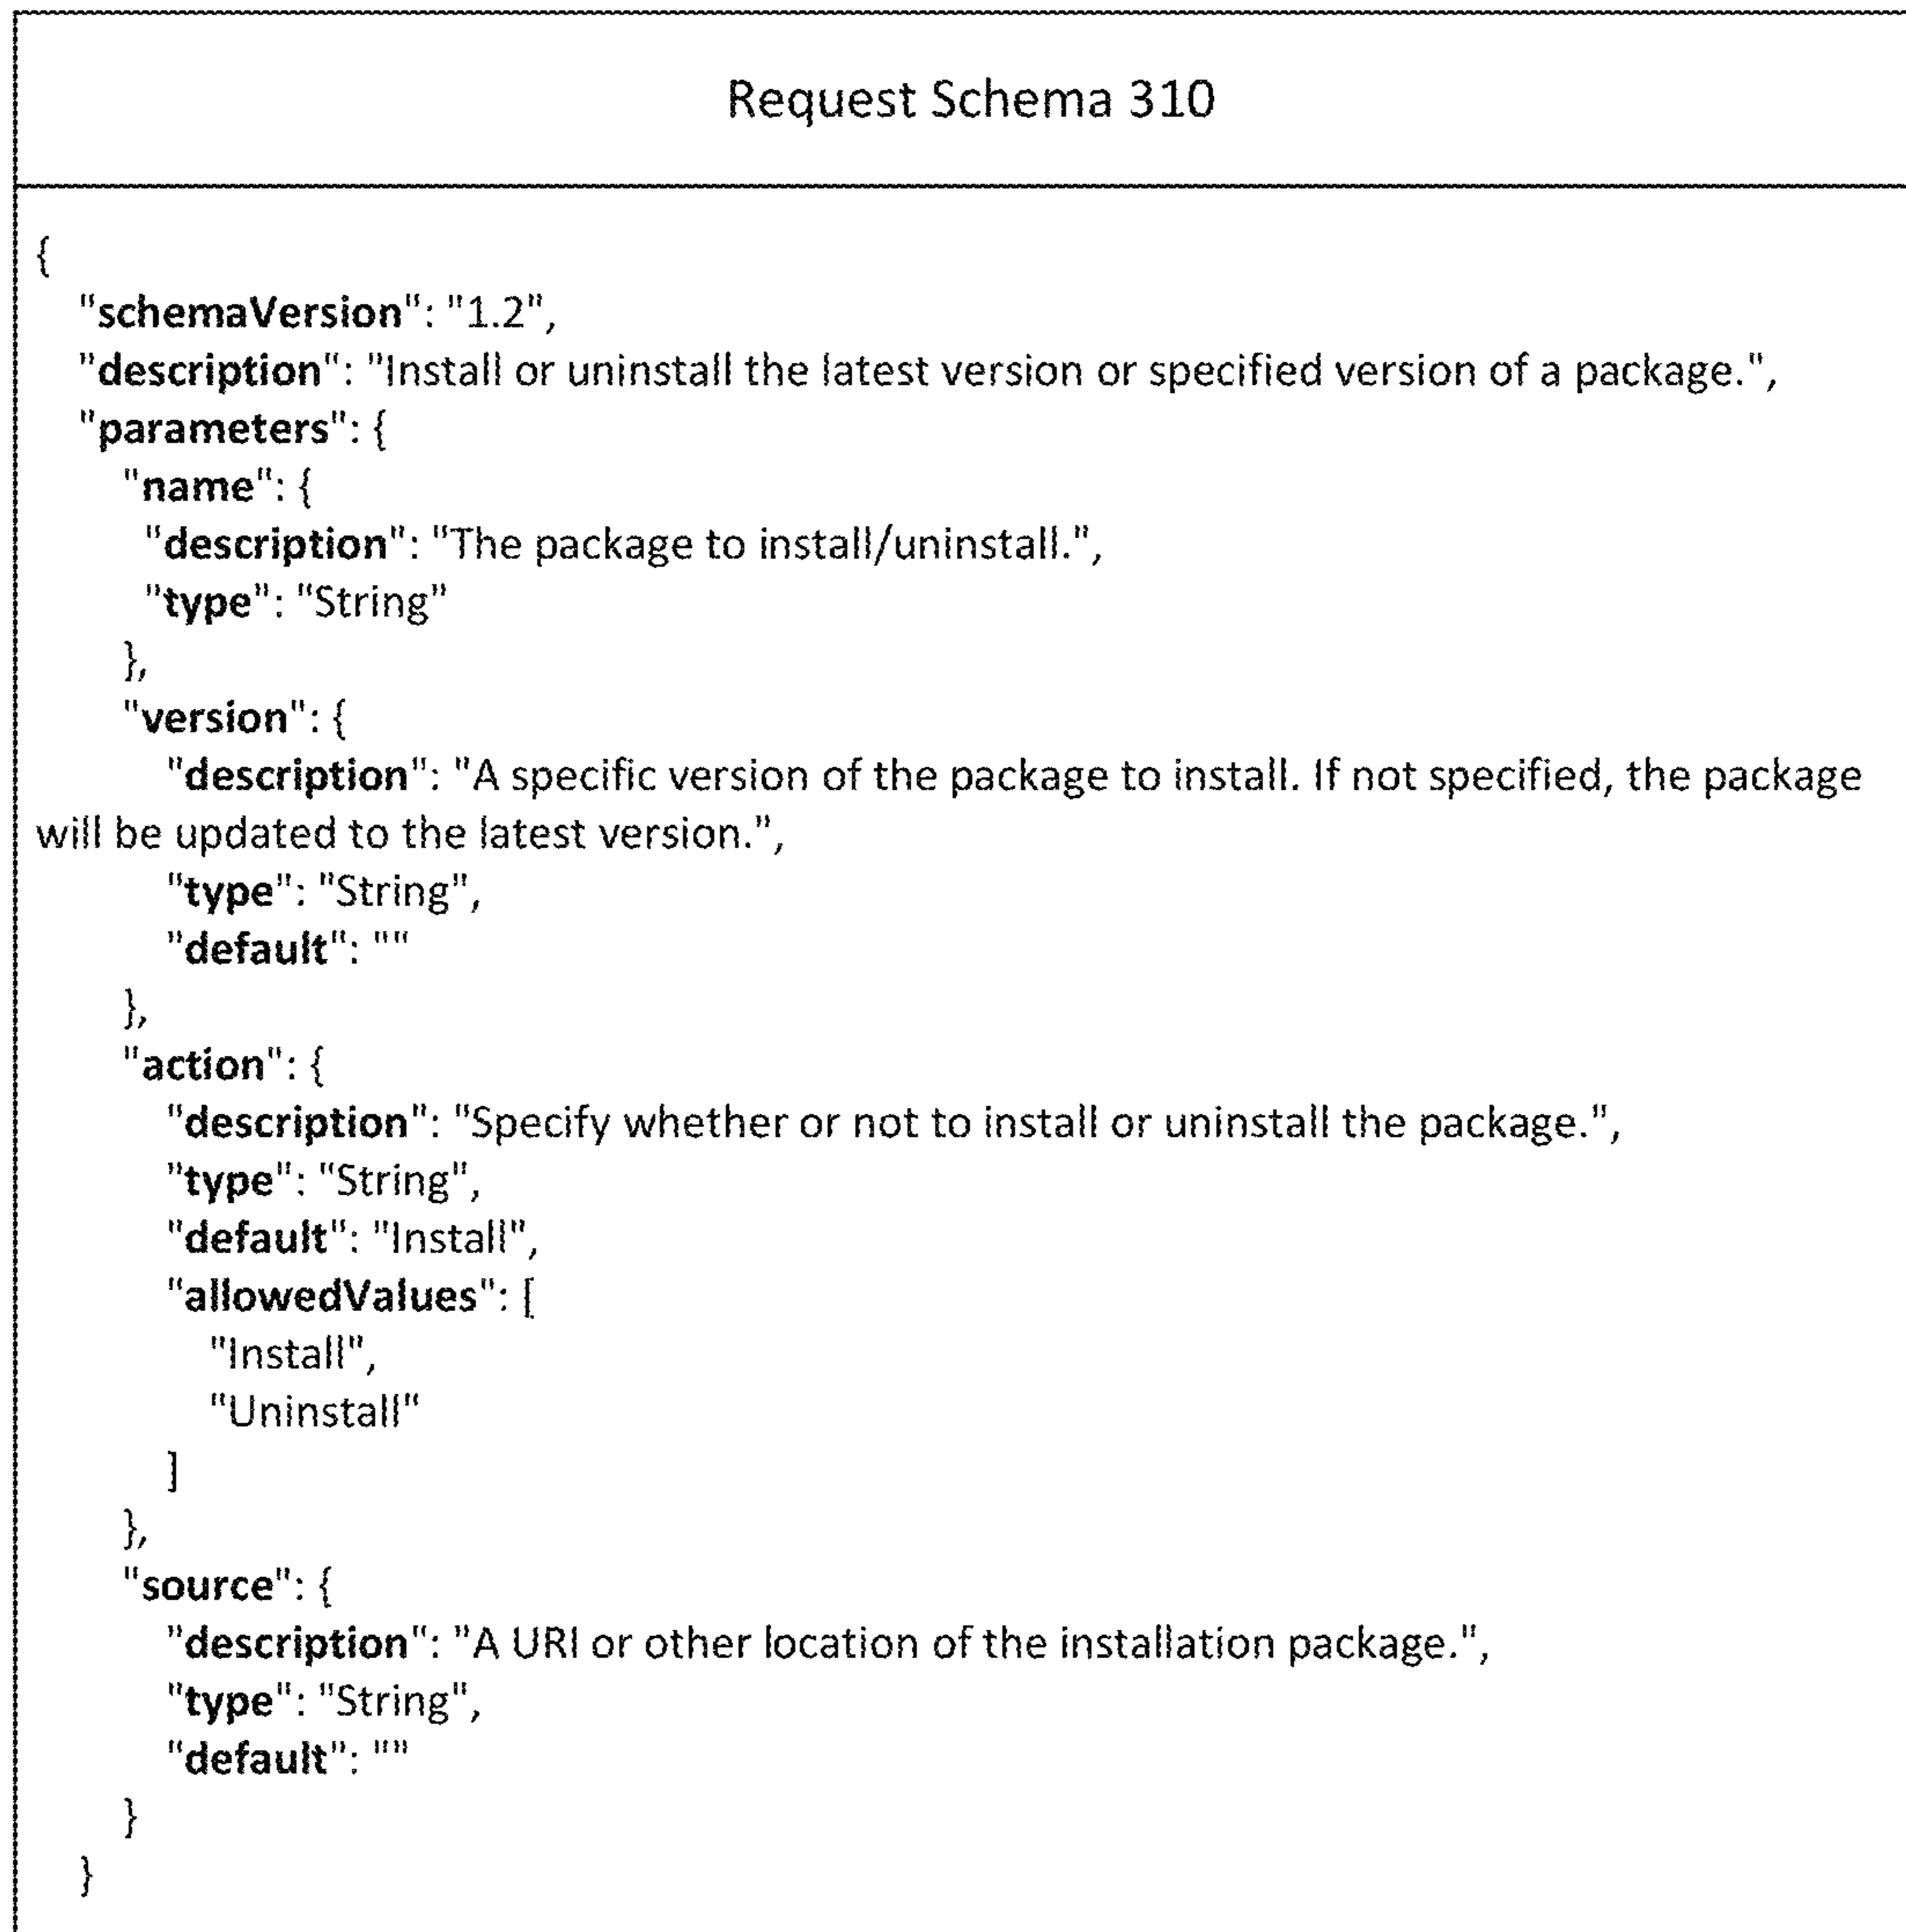 Request Schema 310
{
"schemaVersion": "1.2",
"description": "Install or uninstall the latest version or specified version of a package.",
"parameters": {
"name": {
"description": "The package to install/uninstall.",
"type": "String"
},
"version": {
"description": "A specific version of the package to install. If not specified, the package
will be updated to the latest version.",
"type": "String",
"default": ""
},
"action": {
"description": "Specify whether or not to install or uninstall the package.",
"type": "String",
"default": "Install",
"allowedValues": [
"Install",
"Uninstall"
]
},
"source": {
"description": "A URI or other location of the installation package.",
"type": "String",
"default": ""
}
}